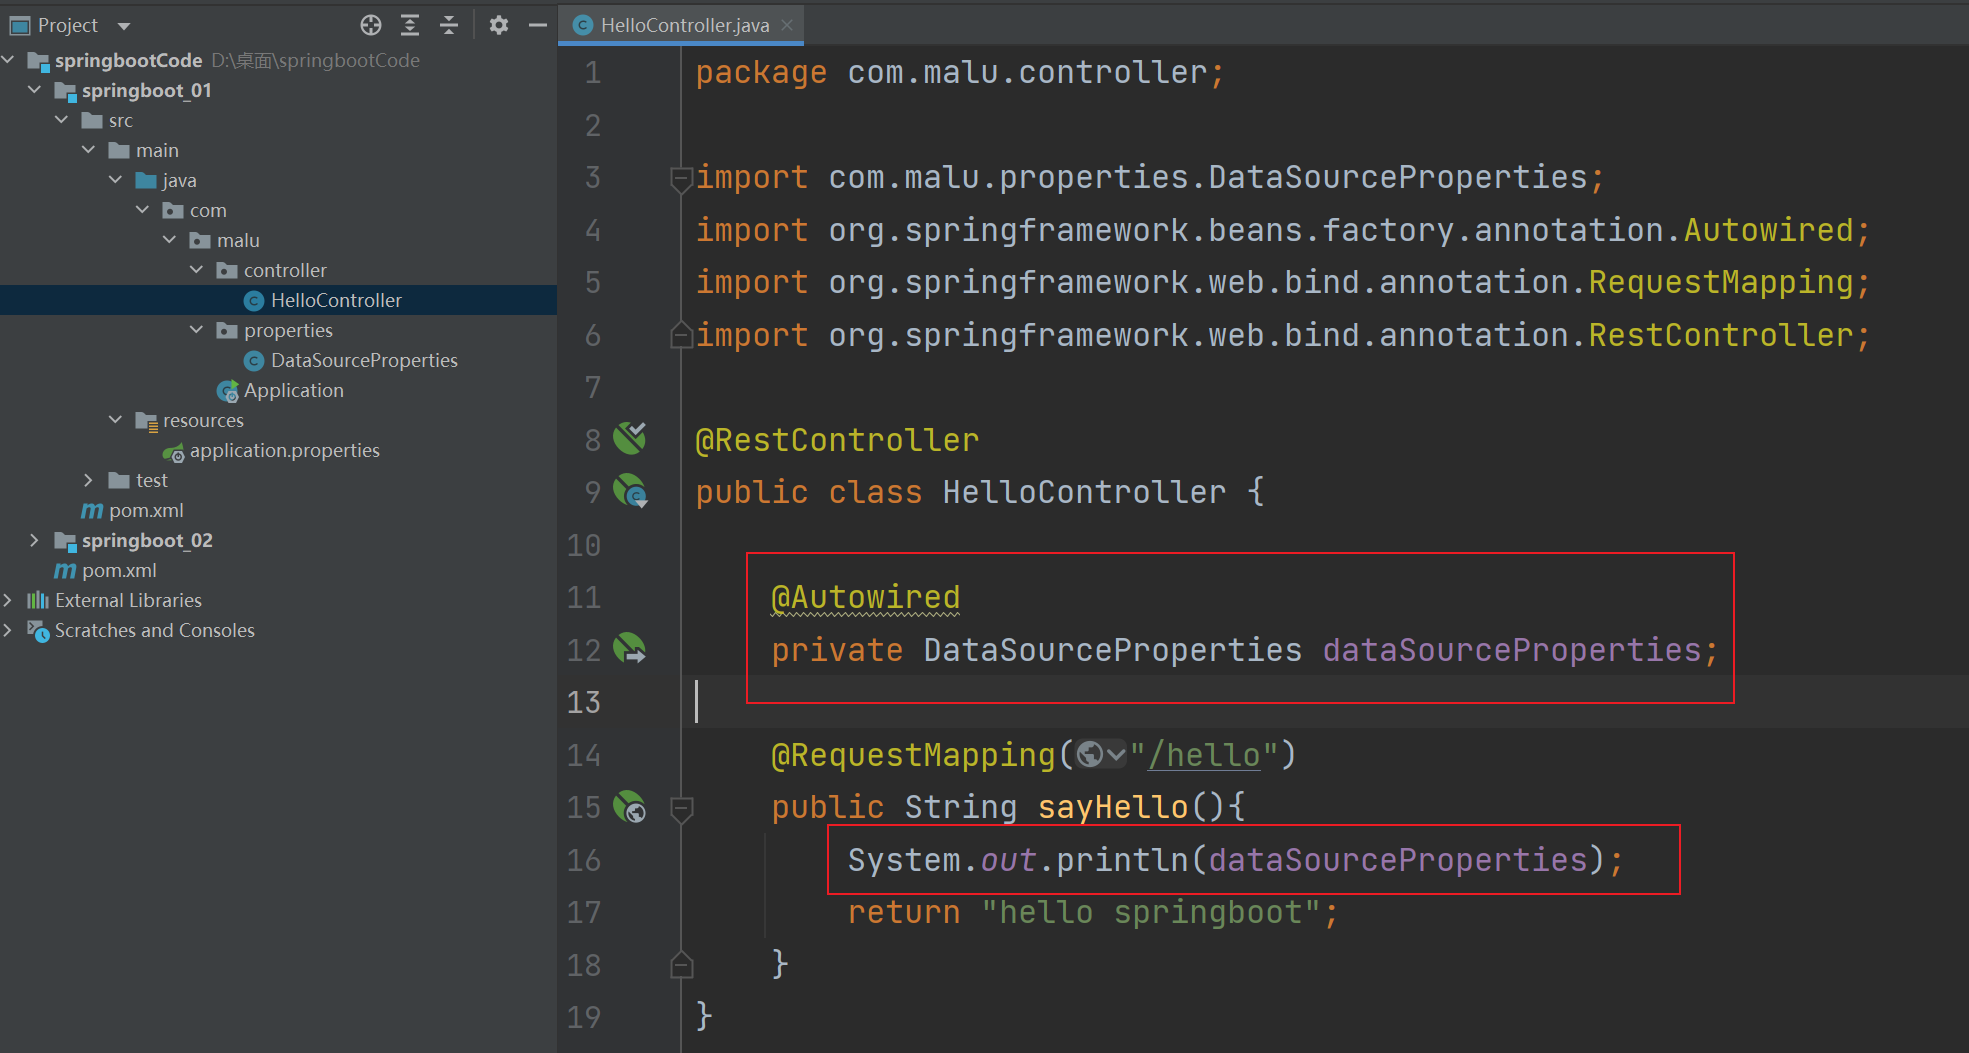 Project
springbootCode D:\桌面\springbootCode
springboot_01
src
main
java
com
malu
controller
HelloController
properties
DataSourceProperties
Application
resources
application.properties
test
pom.xml
springboot_02
pom.xml
External Libraries
Scratches and Consoles
HelloController.java
1 package com.malu.controller;
2
3 import com.malu.properties.DataSourceProperties;
4 import org.springframework.beans.factory.annotation.Autowired;
5 import org.springframework.web.bind.annotation.RequestMapping;
6 import org.springframework.web.bind.annotation.RestController;
7
8 @RestController
9 public class HelloController {
10
11 @Autowired
12 private DataSourceProperties dataSourceProperties;
13
14 @RequestMapping("/hello")
15 public String sayHello(){
16 System.out.println(dataSourceProperties);
17 return "hello springboot";
18 }
19 }